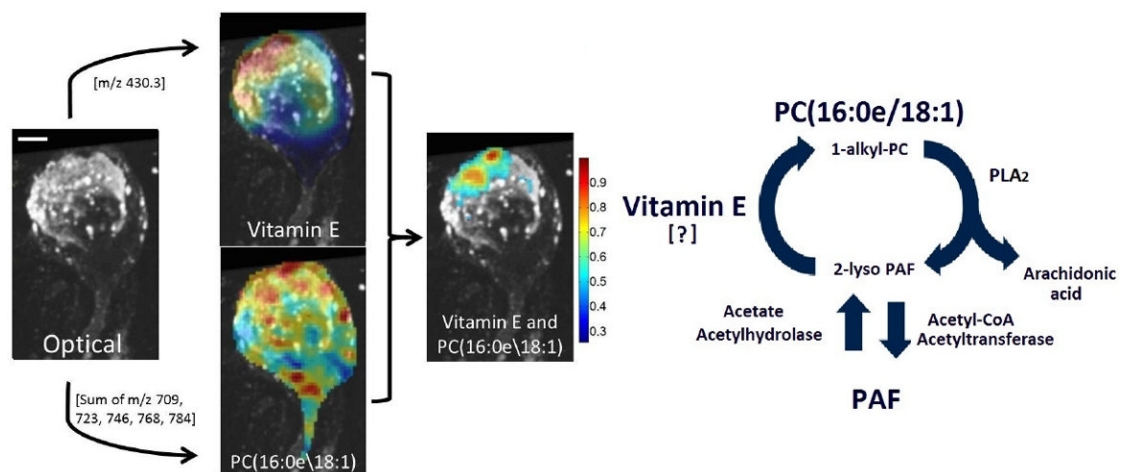 [m/z 430.3]
Optical
[Sum of m/z 709,
723, 746, 768, 784]
Vitamin E
PC(16:0e\18:1)
Vitamin E and
PC(16:0e\18:1)
0.9
0.8
0.7
0.6
0.5
0.4
0.3
PC(16:0e/18:1)
1-alkyl-PC
PLA2
Vitamin E
[?]
2-lyso PAF
Arachidonic
acid
Acetate
Acetylhydrolase
Acetyl-CoA
Acetyltransferase
PAF